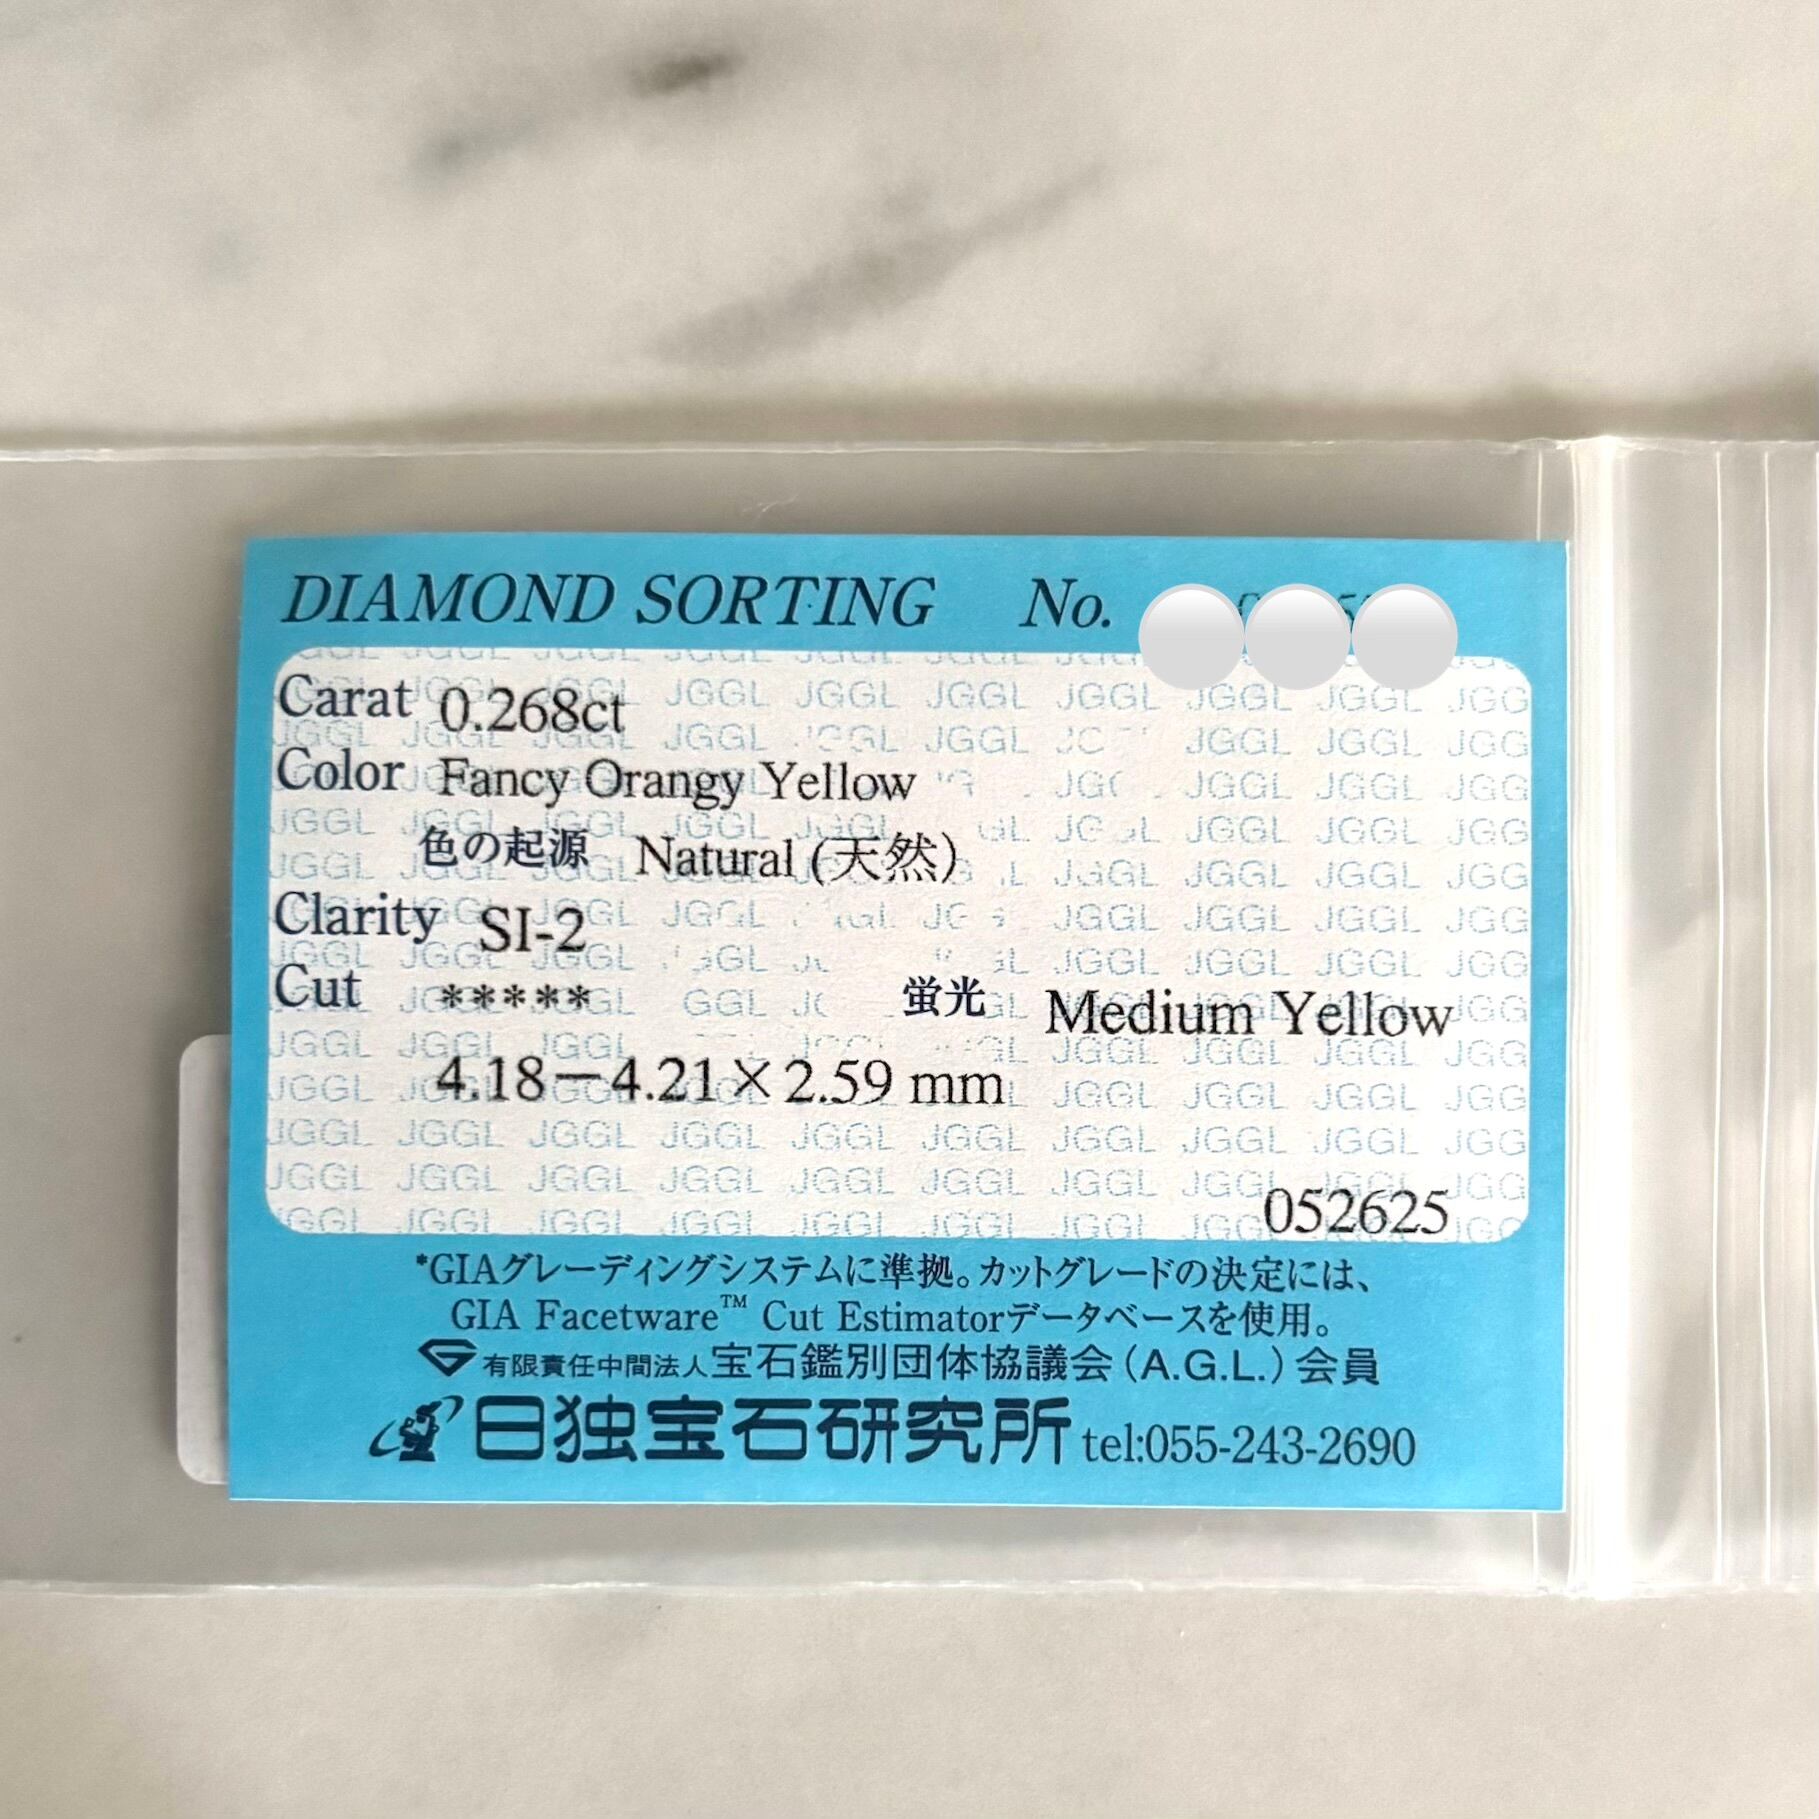 DIAMOND SORTING No.
Carat 0.268ct
Color Fancy Orangy Yellow
色の起源 Natural (天然)
Clarity SI-2
Cut ***** 蛍光 Medium Yellow
4.18－4.21×2.59 mm
052625
*GIAグレーディングシステムに準拠。カットグレードの決定には、
GIA Facetware™ Cut Estimatorデータベースを使用。
有限責任中間法人宝石鑑別団体協議会（A.G.L.）会員
日独宝石研究所 tel:055-243-2690